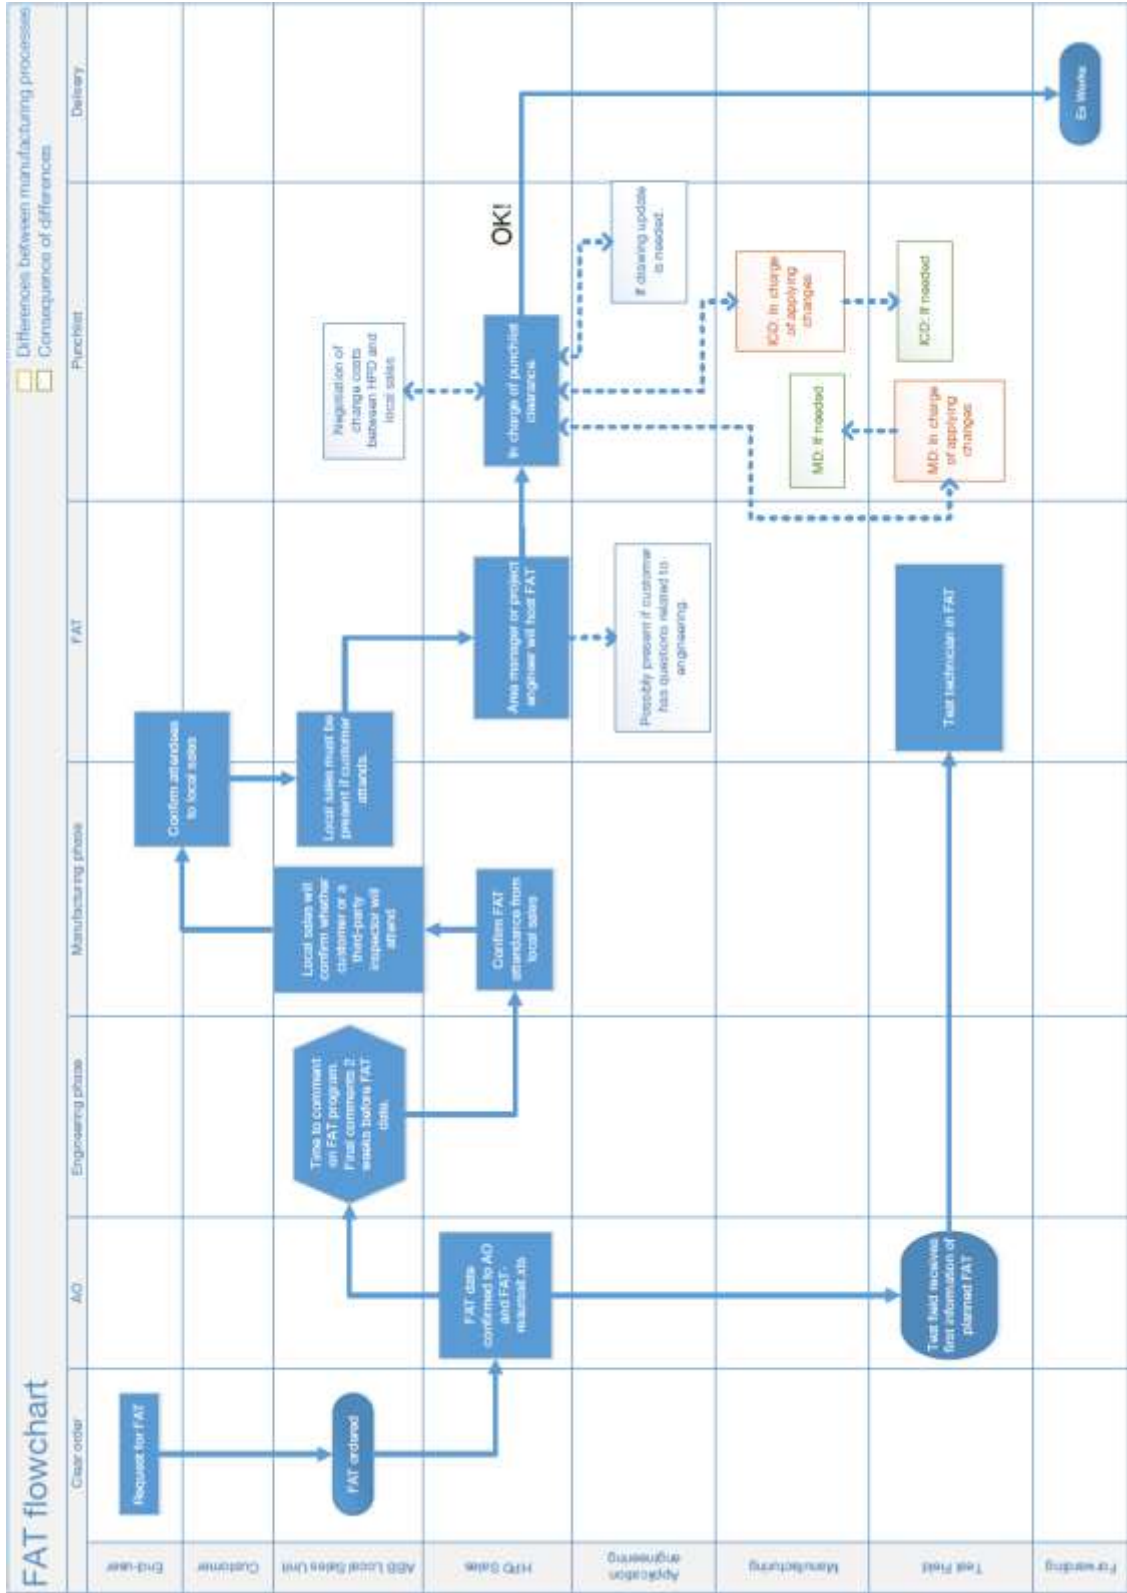 FAT flowchart
Differences between manufacturing processes
Consequence of differences
Clear order
AO
Engineering phase
Manufacturing phase
FAT
Punchlist
Delivery
End-user
Request for FAT
Confirm attendees
to local sales
Customer
ABB Local Sales Unit
FAT ordered
Time to comment
on FAT program.
Final comments 2
weeks before FAT
date.
Local sales will
confirm whether
customer or a
third-party
inspector will
attend
Local sales must be
present if customer
attends.
Negotiation of
change costs
between HPD and
local sales
HPD Sales
FAT date
confirmed to AO
and FAT-
Confirm FAT
attendance from
local sales
Area manager or project
engineer will host FAT
In charge of punchlist
clearance.
OK!
Application
engineering
Possibly present if customer
has questions related to
engineering.
If drawing update
is needed.
Manufacturing
MD: If needed
ICD: In charge
of applying
changes
Test Field
Test field receives
first information of
planned FAT
Test technician in FAT
MD: In charge
of applying
changes
ICD: If needed
Forwarding
Ex Works